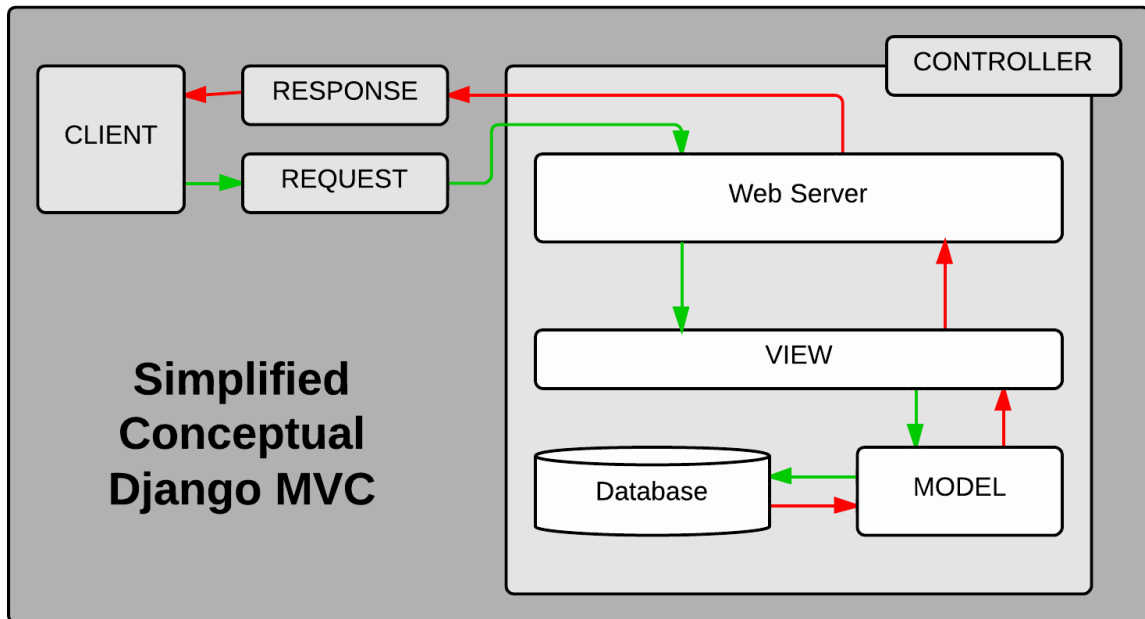 CONTROLLER
RESPONSE
CLIENT
REQUEST
Web Server
VIEW
Simplified
Conceptual
Django MVC
Database
MODEL